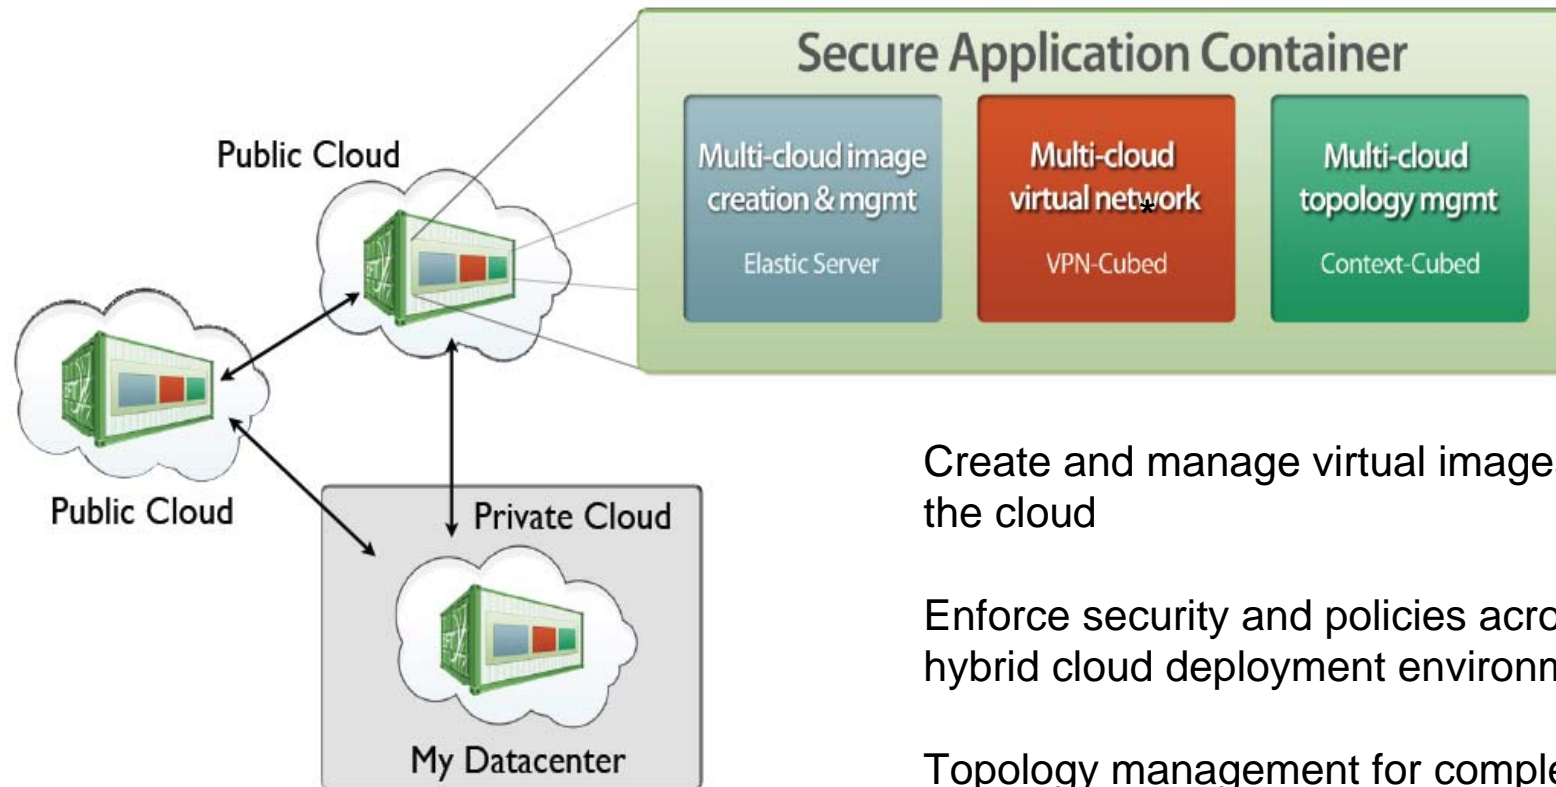 Secure Application Container
Multi-cloud image
creation & mgmt
Elastic Server
Multi-cloud
virtual network
*
VPN-Cubed
Multi-cloud
topology mgmt
Context-Cubed
Public Cloud
Public Cloud
Private Cloud
My Datacenter
Create and manage virtual images
the cloud
Enforce security and policies acro
hybrid cloud deployment environm
Topology management for comple